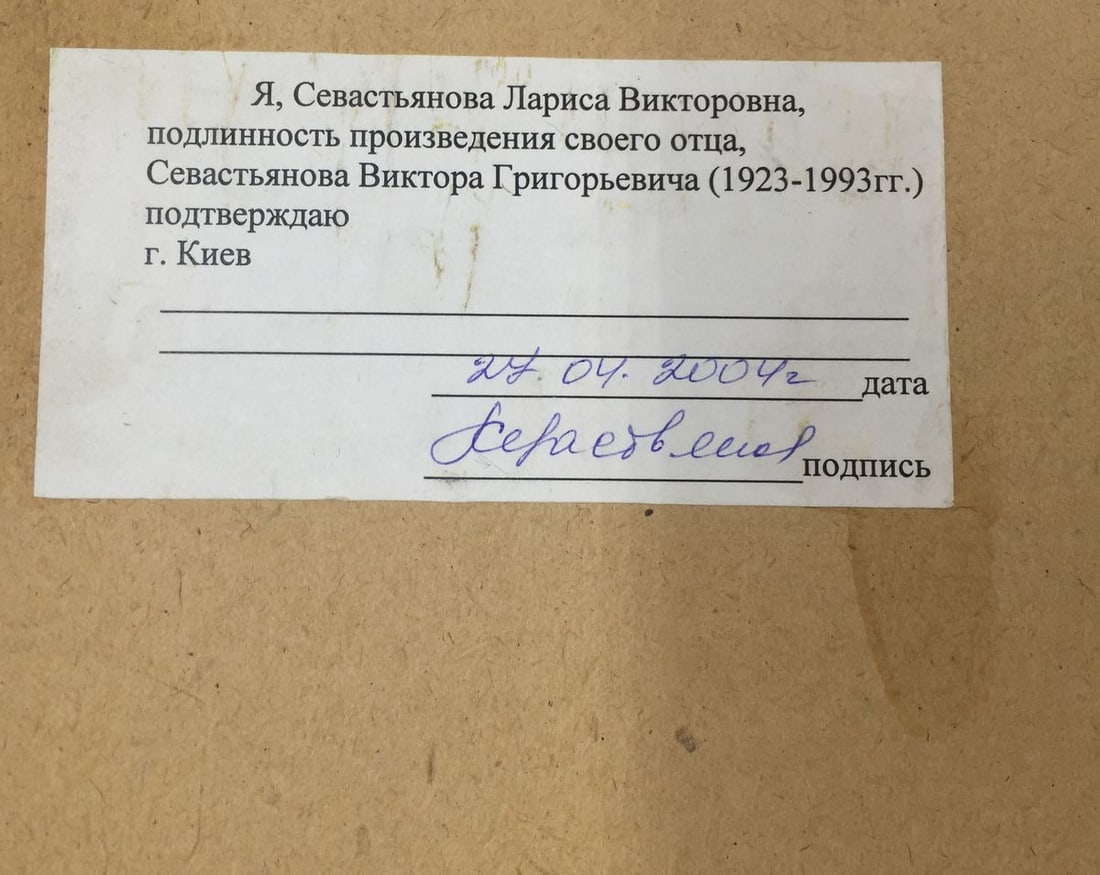 Я, Севастьянова Лариса Викторовна,
подлинность произведения своего отца,
Севастьянова Виктора Григорьевича (1923-1993гг.)
подтверждаю
г. Киев
27. 04. 2004г дата
подпись